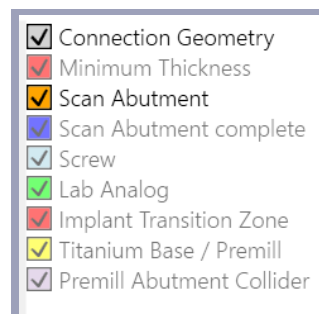 Connection Geometry
Minimum Thickness
Scan Abutment
Scan Abutment complete
Screw
Lab Analog
Implant Transition Zone
Titanium Base / Premill
Premill Abutment Collider